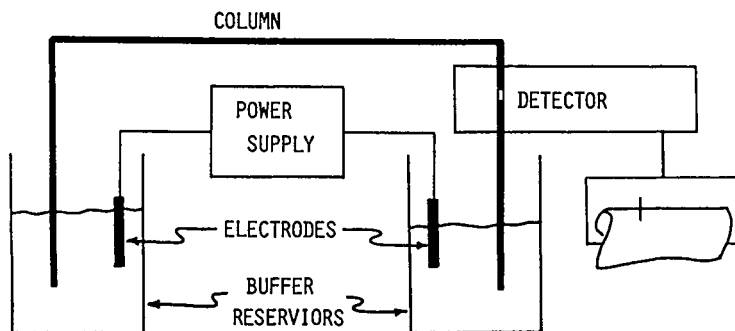 COLUMN
POWER
SUPPLY
DETECTOR
ELECTRODES
BUFFER
RESERVIORS